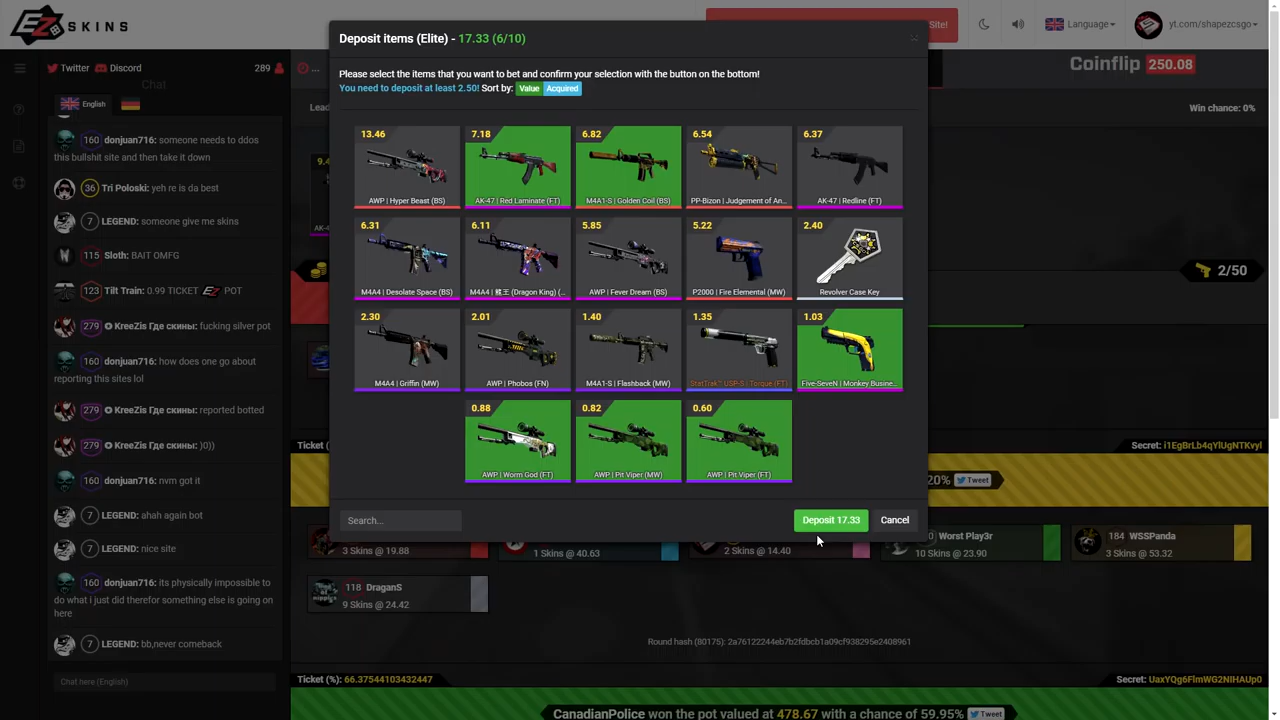 EZ SKINS
Site!
Language
yt.com/shapezcsgo
Twitter
Discord
289
Chat
English
160 donjuan716: someone needs to ddos
this bullshit site and then take it down
36 Tri Poloski: yeh re is da best
7 LEGEND: someone give me skins
115 Sloth: BAIT OMFG
123 Tilt Train: 0.99 TICKET EZ POT
279 KreeZis Где скины: fucking silver pot
160 donjuan716: how does one go about
reporting this sites lol
279 KreeZis Где скины: reported botted
279 KreeZis Где скины: )0))
160 donjuan716: nvm got it
7 LEGEND: ahah again bot
7 LEGEND: nice site
160 donjuan716: its physically impossible to
do what i just did therefor something else is going on
here
7 LEGEND: bb,never comeback
Chat here (English)
Deposit items (Elite) - 17.33 (6/10)
Please select the items that you want to bet and confirm your selection with the button on the bottom!
You need to deposit at least 2.50! Sort by: Value Acquired
13.46
AWP | Hyper Beast (BS)
7.18
AK-47 | Red Laminate (FT)
6.82
M4A1-S | Golden Coil (BS)
6.54
PP-Bizon | Judgement of An...
6.37
AK-47 | Redline (FT)
6.31
M4A4 | Desolate Space (BS)
6.11
M4A4 | 龍王 (Dragon King) (...
5.85
AWP | Fever Dream (BS)
5.22
P2000 | Fire Elemental (MW)
2.40
Revolver Case Key
2.30
M4A4 | Griffin (MW)
2.01
AWP | Phobos (FN)
1.40
M4A1-S | Flashback (MW)
1.35
StatTrak™ USP-S | Torque (FT)
1.03
Five-SeveN | Monkey Busine...
0.88
AWP | Worm God (FT)
0.82
AWP | Pit Viper (MW)
0.60
AWP | Pit Viper (FT)
Search...
Deposit 17.33
Cancel
Coinflip 250.08
Win chance: 0%
2/50
Secret: i1EgBrLb4qYlUgNTKvyl
20%
Tweet
3 Skins @ 19.88
1 Skins @ 40.63
2 Skins @ 14.40
Worst Play3r
10 Skins @ 23.90
184 WSSPanda
3 Skins @ 53.32
118 DraganS
9 Skins @ 24.42
Round hash (80175): 2a76122244eb7b2fdbcb1a09cf938295e2408961
Ticket (%): 66.37544103432447
Secret: UaxYQg6FlmWG2NIHAUp0
CanadianPolice won the pot valued at 478.67 with a chance of 59.95%
Tweet